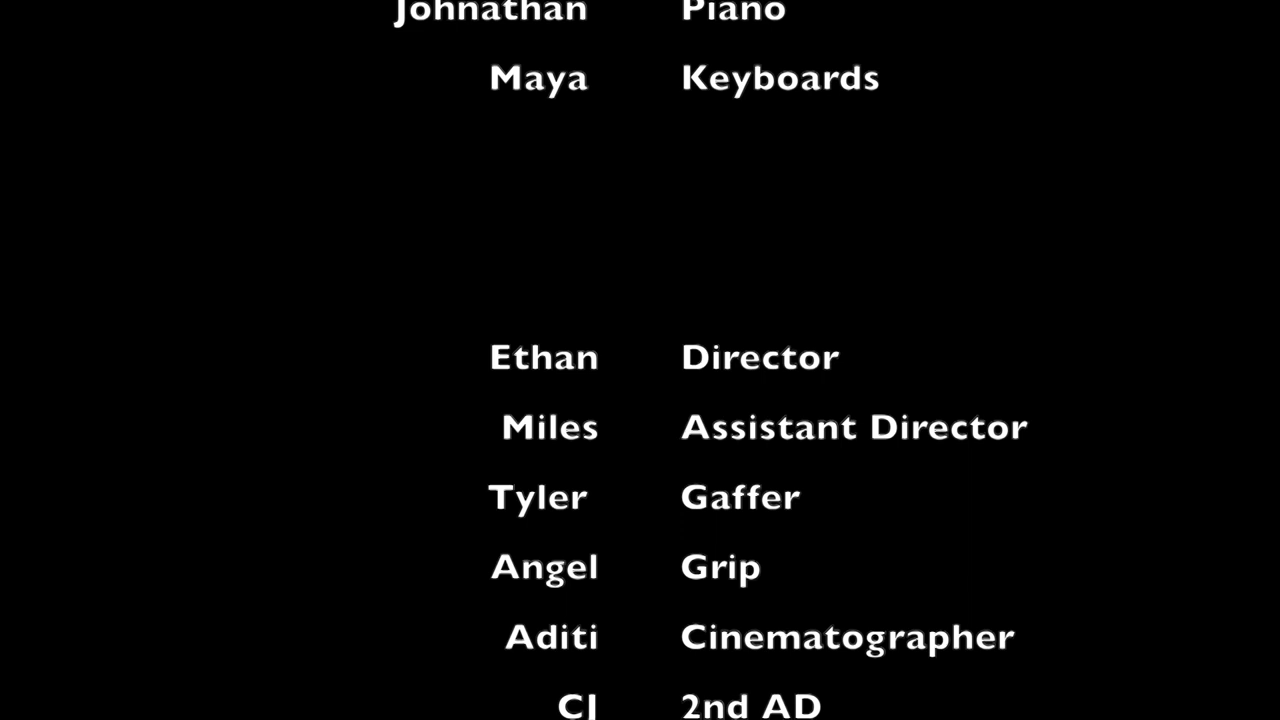 Johnathan Piano
Maya Keyboards
Ethan Director
Miles Assistant Director
Tyler Gaffer
Angel Grip
Aditi Cinematographer
CJ 2nd AD